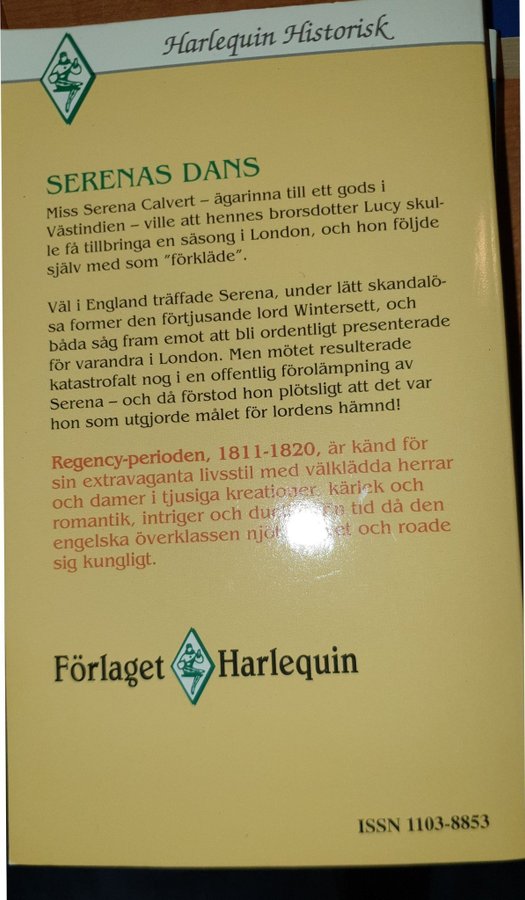 Harlequin Historisk
SERENAS DANS
Miss Serena Calvert – ägarinna till ett gods i
Västindien – ville att hennes brorsdotter Lucy skul-
le få tillbringa en säsong i London, och hon följde
själv med som ”förkläde”.
Väl i England träffade Serena, under lätt skandalö-
sa former den förtjusande lord Wintersett, och
båda såg fram emot att bli ordentligt presenterade
för varandra i London. Men mötet resulterade
katastrofalt nog i en offentlig förolämpning av
Serena – och då förstod hon plötsligt att det var
hon som utgjorde målet för lordens hämnd!
Regency-perioden, 1811-1820, är känd för
sin extravaganta livsstil med välklädda herrar
och damer i tjusiga kreationer, kärlek och
romantik, intriger och tid då den
engelska överklassen och roade
sig kungligt.
Förlaget Harlequin
ISSN 1103-8853